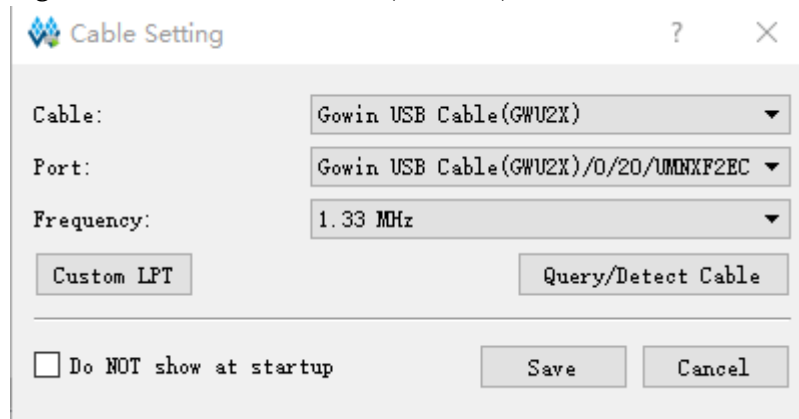 Cable Setting
?
Cable:
Gowin USB Cable(GWU2X)
Port:
Gowin USB Cable(GWU2X)/0/20/UMNXF2EC
Frequency:
1.33 MHz
Custom LPT
Query/Detect Cable
Do NOT show at startup
Save
Cancel